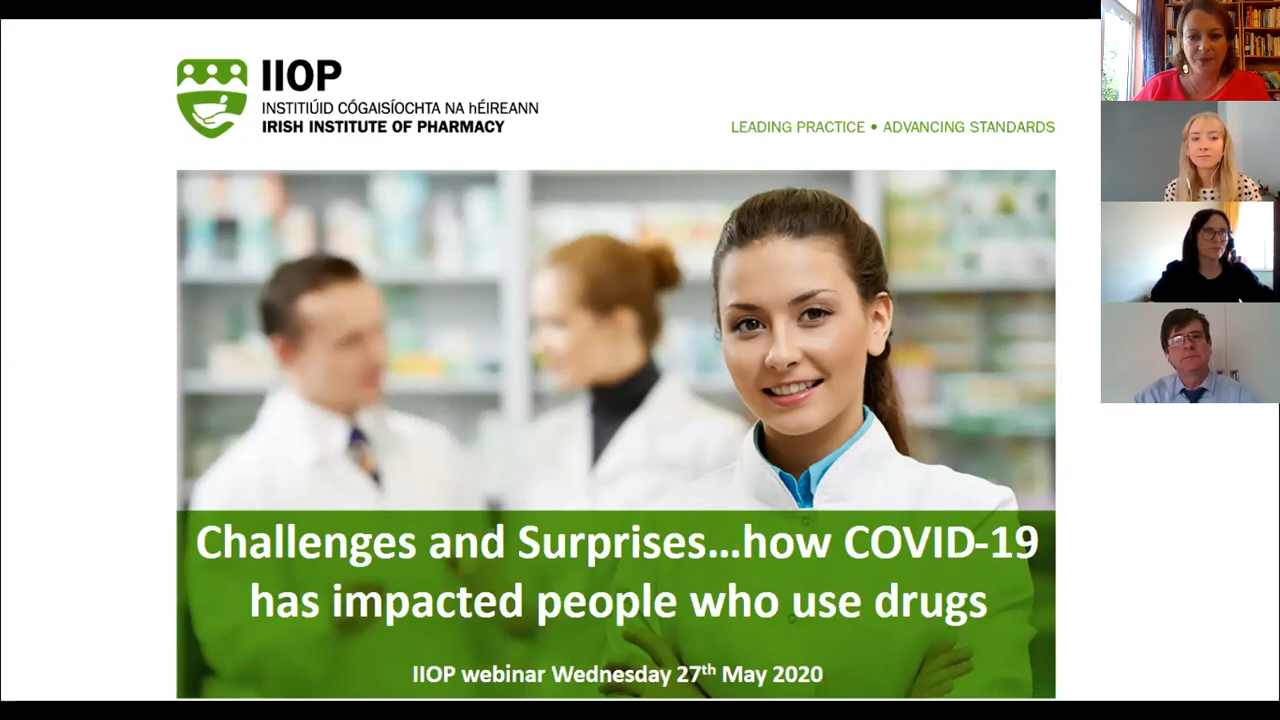 IIOP
INSTITIÚID CÓGAISÍOCHTA NA hÉIREANN
IRISH INSTITUTE OF PHARMACY
LEADING PRACTICE • ADVANCING STANDARDS
Challenges and Surprises...how COVID-19
has impacted people who use drugs
IIOP webinar Wednesday 27th May 2020